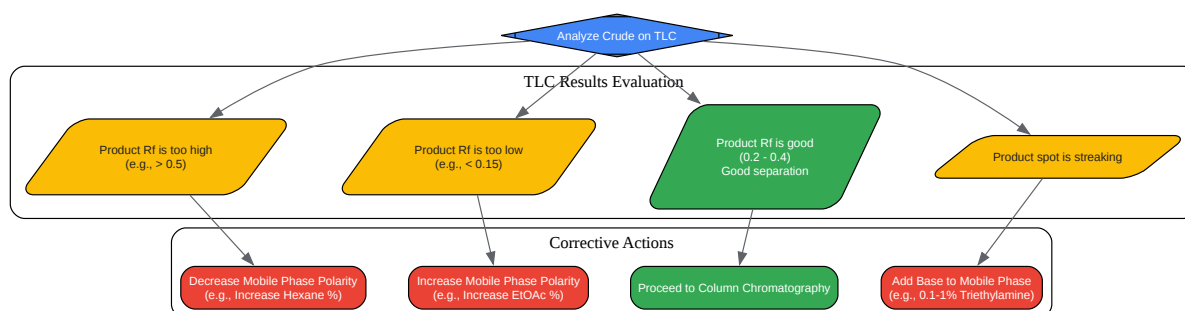 Analyze Crude on TLC
TLC Results Evaluation
Product Rf is too high
(e.g., > 0.5)
Product Rf is too low
(e.g., < 0.15)
Product Rf is good
(0.2 - 0.4)
Good separation
Product spot is streaking
Corrective Actions
Decrease Mobile Phase Polarity
(e.g., Increase Hexane %)
Increase Mobile Phase Polarity
(e.g., Increase EtOAc %)
Proceed to Column Chromatography
Add Base to Mobile Phase
(e.g., 0.1-1% Triethylamine)